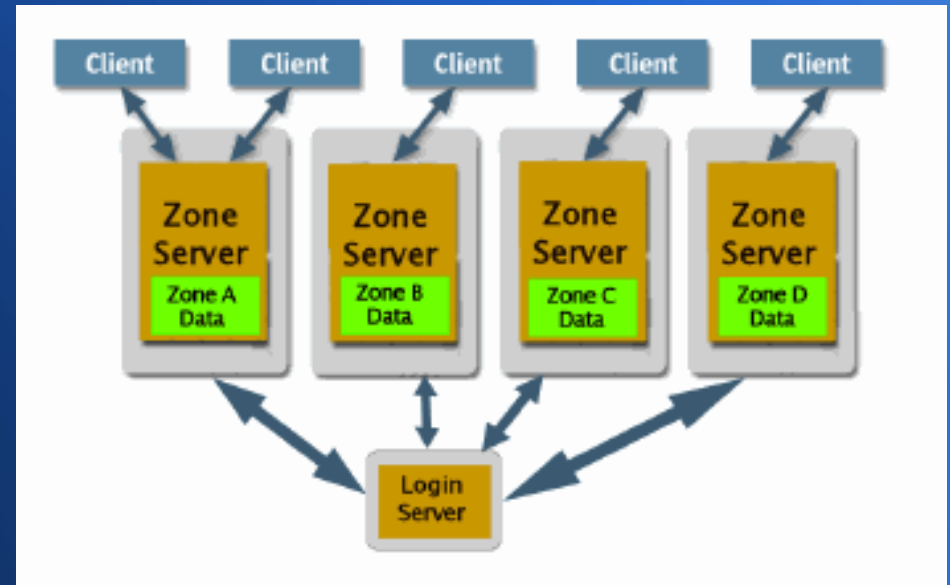 Client
Client
Client
Client
Client
Zone
Server
Zone A
Data
Zone
Server
Zone B
Data
Zone
Server
Zone C
Data
Zone
Server
Zone D
Data
Login
Server